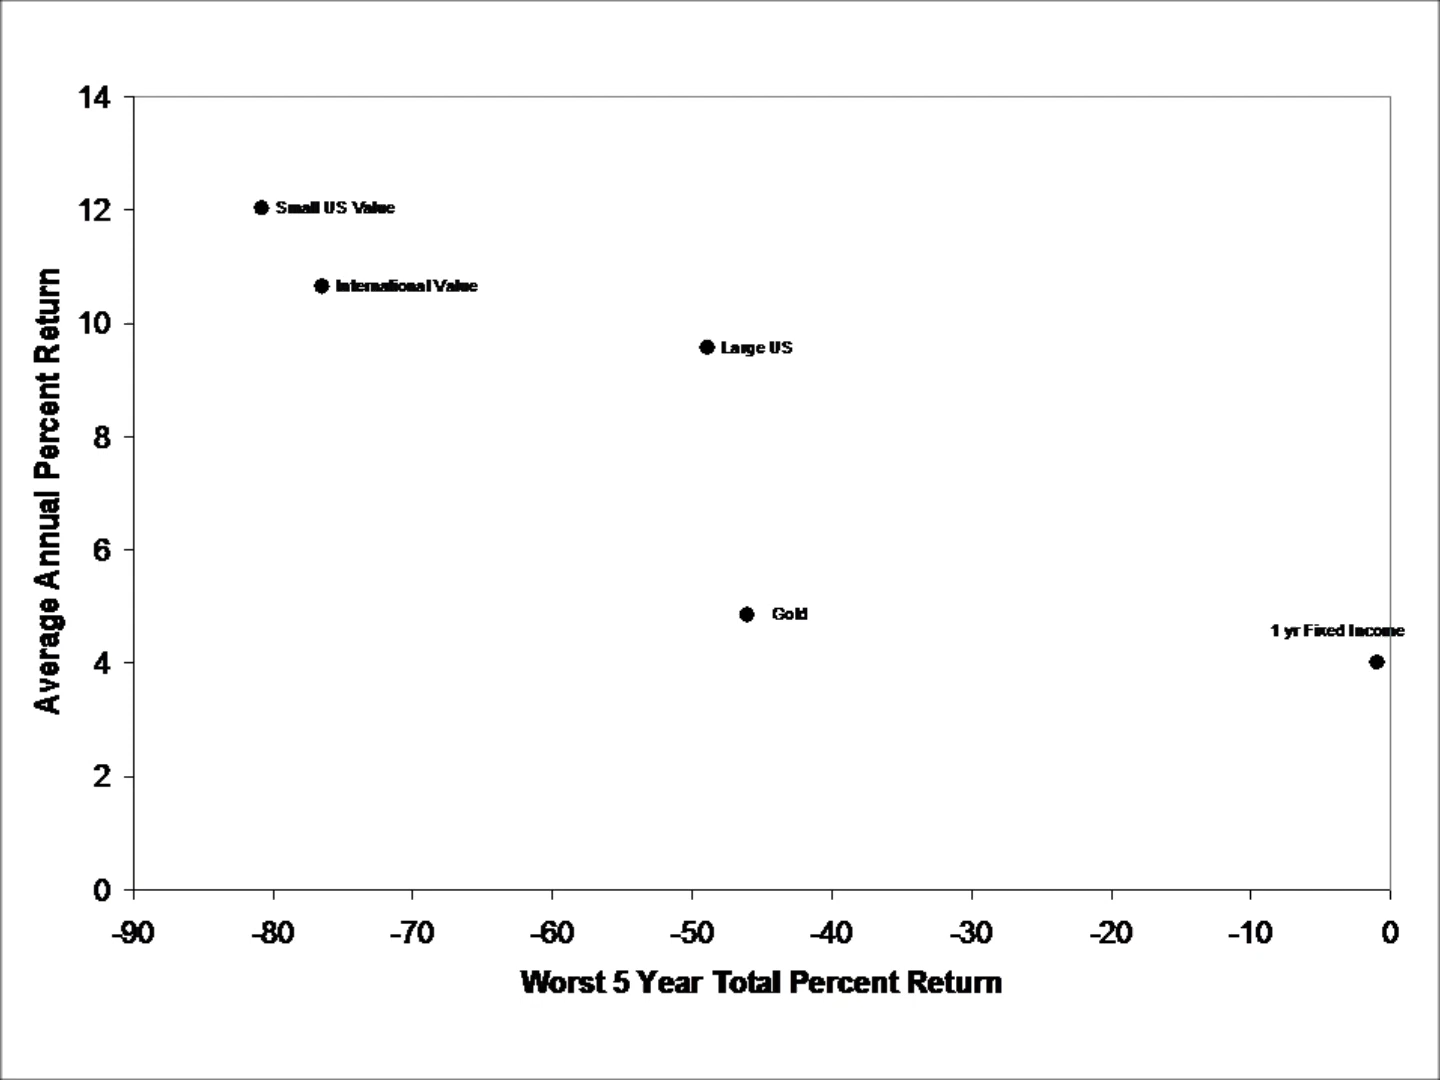 14
12
10
8
6
4
2
0
Average Annual Percent Return
Small US Value
International Value
Large US
Gold
1 yr Fixed Income
-90 -80 -70 -60 -50 -40 -30 -20 -10 0
Worst 5 Year Total Percent Return